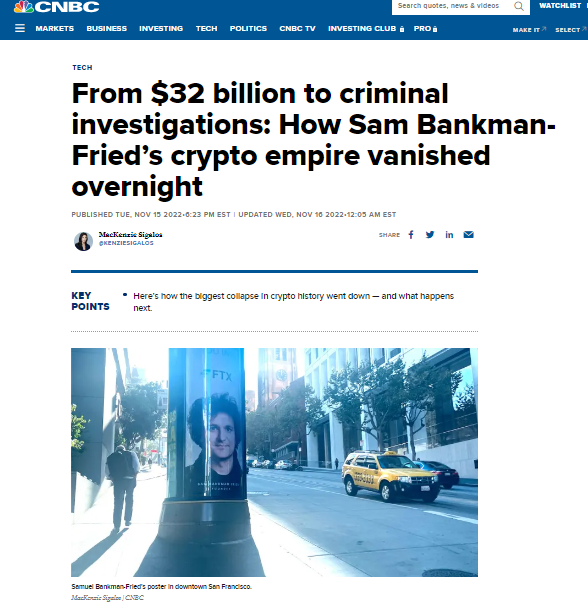 CNBC
Search quotes, news & videos
WATCHLIST
MARKETS BUSINESS INVESTING TECH POLITICS CNBC TV INVESTING CLUB PRO
MAKE IT SELECT
TECH
From $32 billion to criminal
investigations: How Sam Bankman-
Fried's crypto empire vanished
overnight
PUBLISHED TUE, NOV 15 2022•6:23 PM EST | UPDATED WED, NOV 16 2022•12:05 AM EST
MacKenzie Sigalos
@KENZIESIGALOS
SHARE
KEY
POINTS
• Here's how the biggest collapse in crypto history went down — and what happens
next.
FTX
Samuel Bankman-Fried's poster in downtown San Francisco.
MacKenzie Sigalos | CNBC